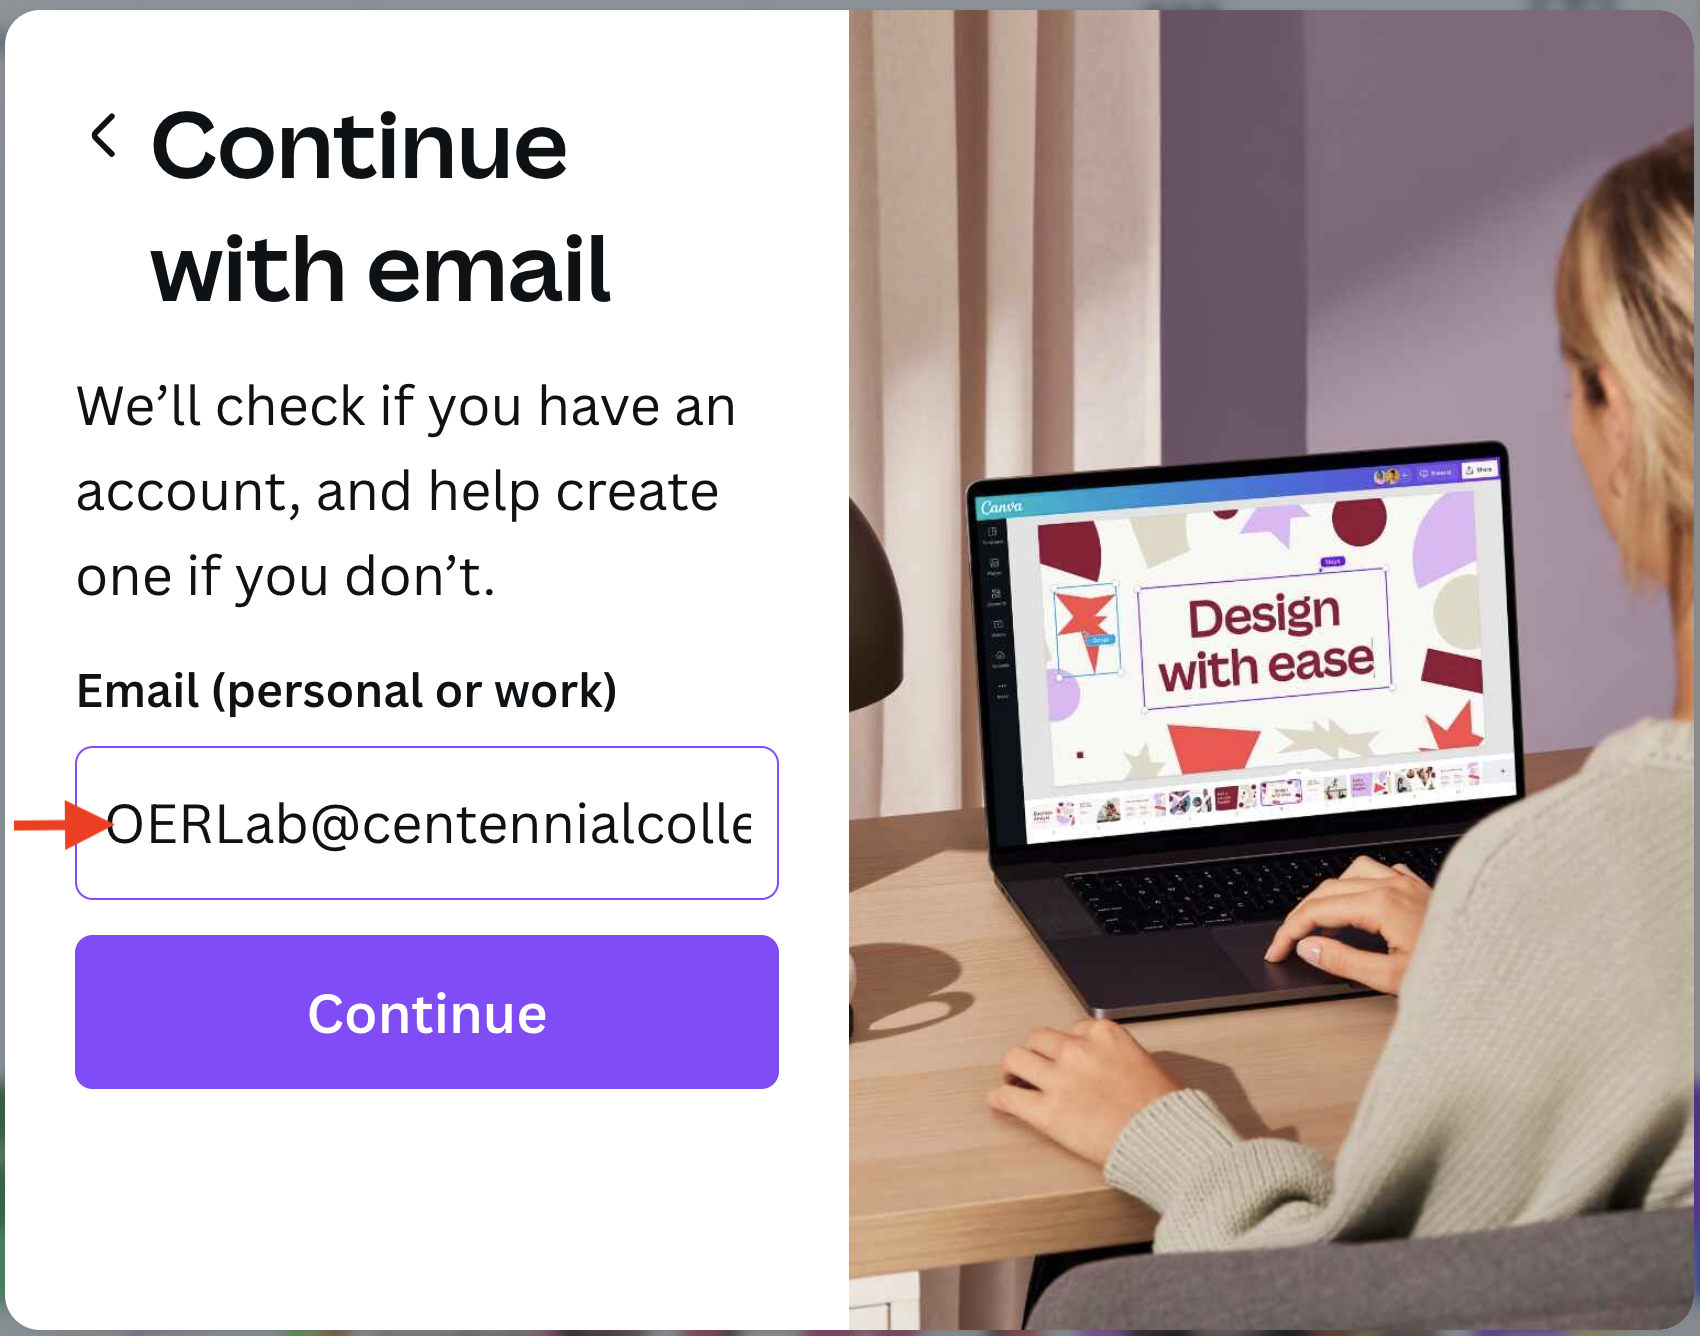 Continue
with email
We’ll check if you have an
account, and help create
one if you don’t.
Email (personal or work)
OERLab@centennialcolle
Continue
Canva
Share
Design
with ease